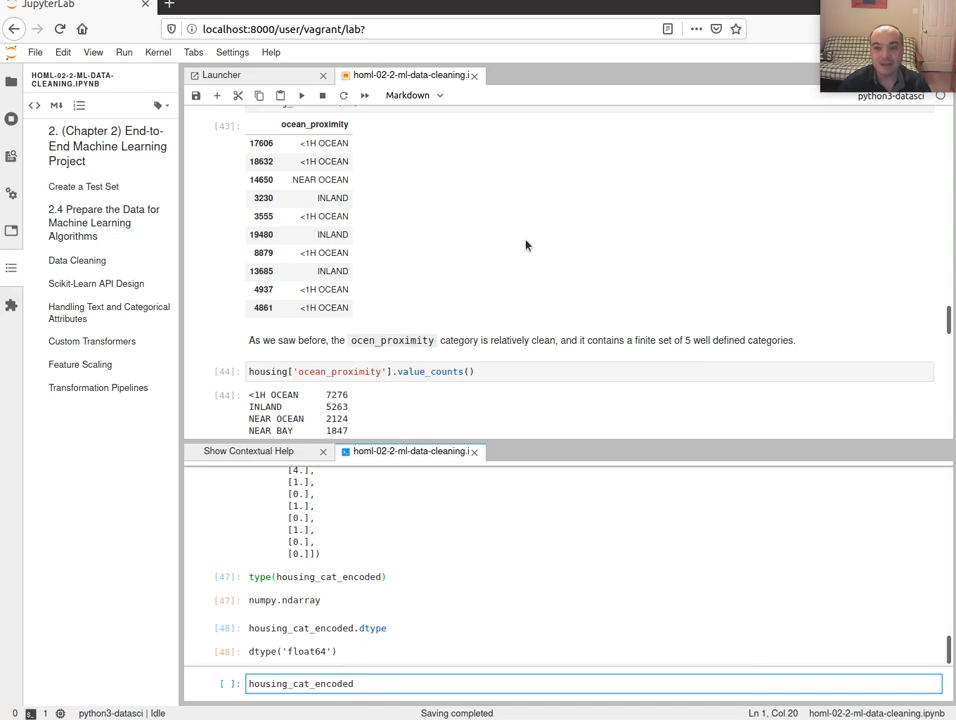 JupyterLab
localhost:8000/user/vagrant/lab?
File Edit View Run Kernel Tabs Settings Help
HOML-02-2-ML-DATA-
CLEANING.IPYNB
2. (Chapter 2) End-to-
End Machine Learning
Project
Create a Test Set
2.4 Prepare the Data for
Machine Learning
Algorithms
Data Cleaning
Scikit-Learn API Design
Handling Text and Categorical
Attributes
Custom Transformers
Feature Scaling
Transformation Pipelines
Launcher
homl-02-2-ml-data-cleaning.i
Markdown
python3-datasci
[43]: ocean_proximity
17606 <1H OCEAN
18632 <1H OCEAN
14650 NEAR OCEAN
3230 INLAND
3555 <1H OCEAN
19480 INLAND
8879 <1H OCEAN
13685 INLAND
4937 <1H OCEAN
4861 <1H OCEAN
As we saw before, the ocen_proximity category is relatively clean, and it contains a finite set of 5 well defined categories.
[44]: housing['ocean_proximity'].value_counts()
[44]: <1H OCEAN 7276
INLAND 5263
NEAR OCEAN 2124
NEAR BAY 1847
Show Contextual Help
homl-02-2-ml-data-cleaning.i
[4.],
[1.],
[0.],
[1.],
[0.],
[1.],
[0.],
[0.]])
[47]: type(housing_cat_encoded)
[47]: numpy.ndarray
[48]: housing_cat_encoded.dtype
[48]: dtype('float64')
[ ]: housing_cat_encoded
0 1 python3-datasci | Idle Saving completed Ln 1, Col 20 homl-02-2-ml-data-cleaning.ipynb